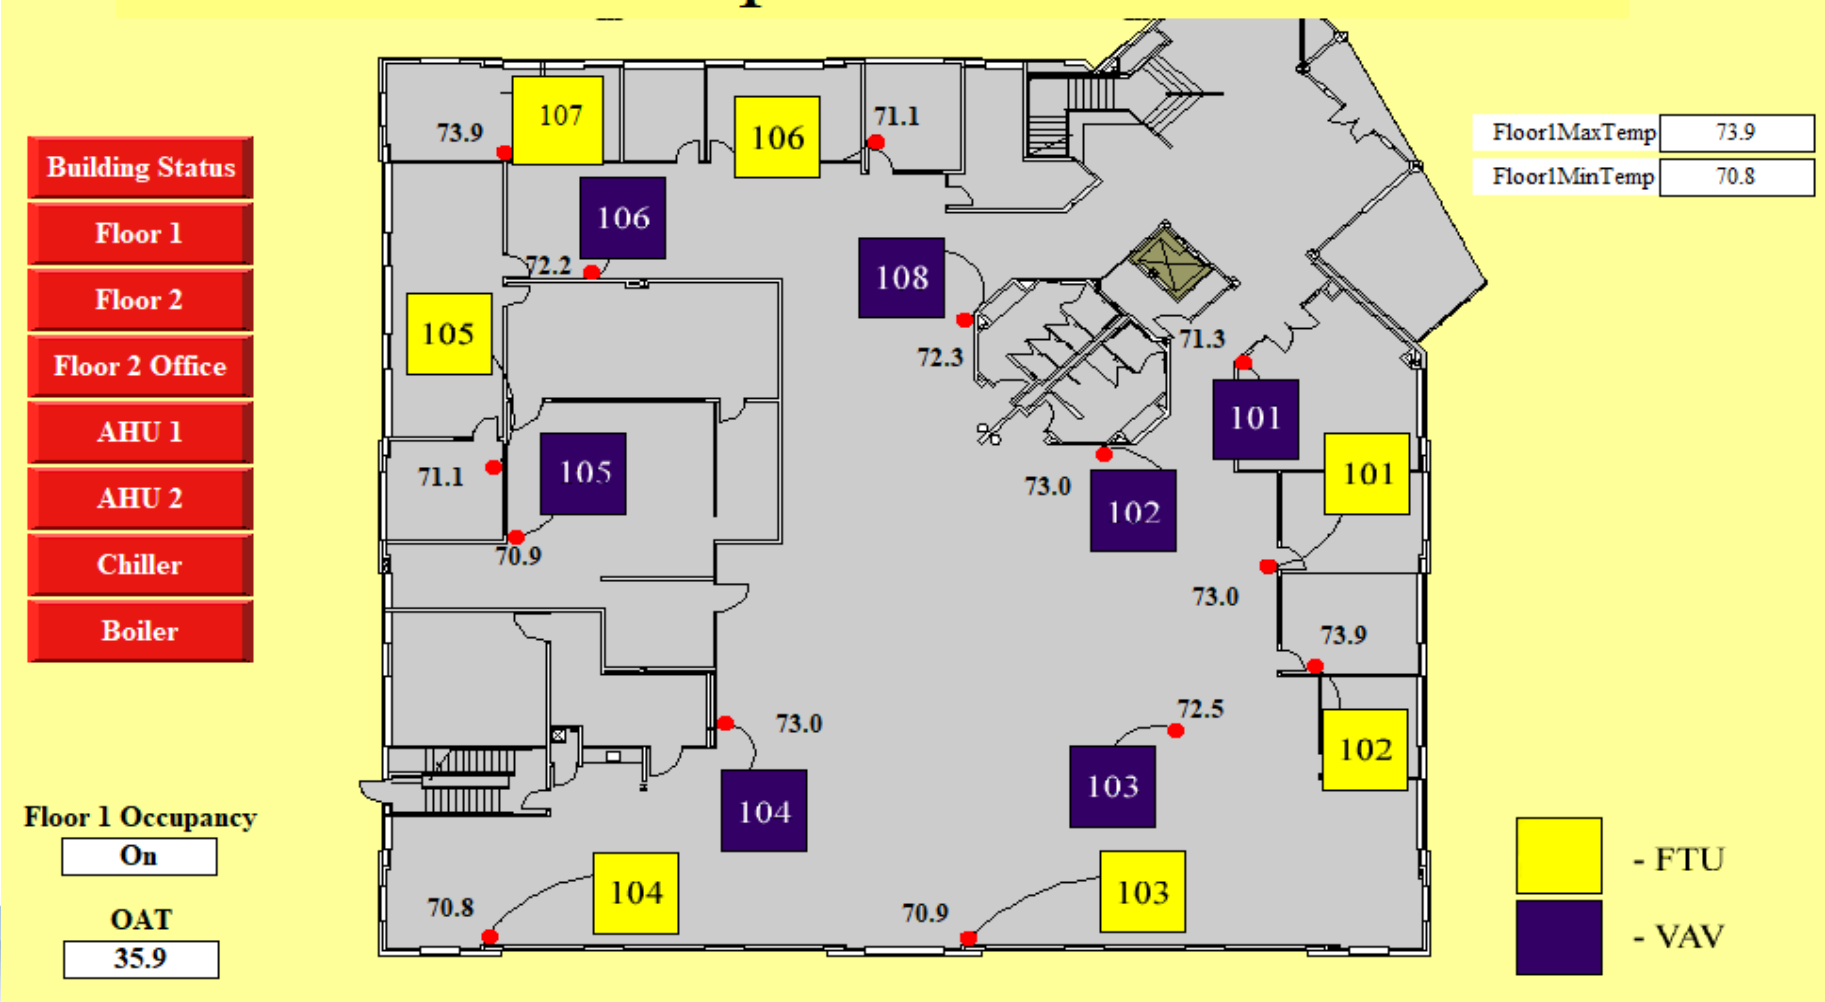 Building Status
Floor 1
Floor 2
Floor 2 Office
AHU 1
AHU 2
Chiller
Boiler
Floor 1 Occupancy
On
OAT
35.9
107
73.9
106
71.1
106
72.2
108
72.3
105
71.1
105
70.9
71.3
101
101
73.0
73.0
102
73.9
102
72.5
103
73.0
104
104
70.8
103
70.9
Floor1MaxTemp 73.9
Floor1MinTemp 70.8
- FTU
- VAV